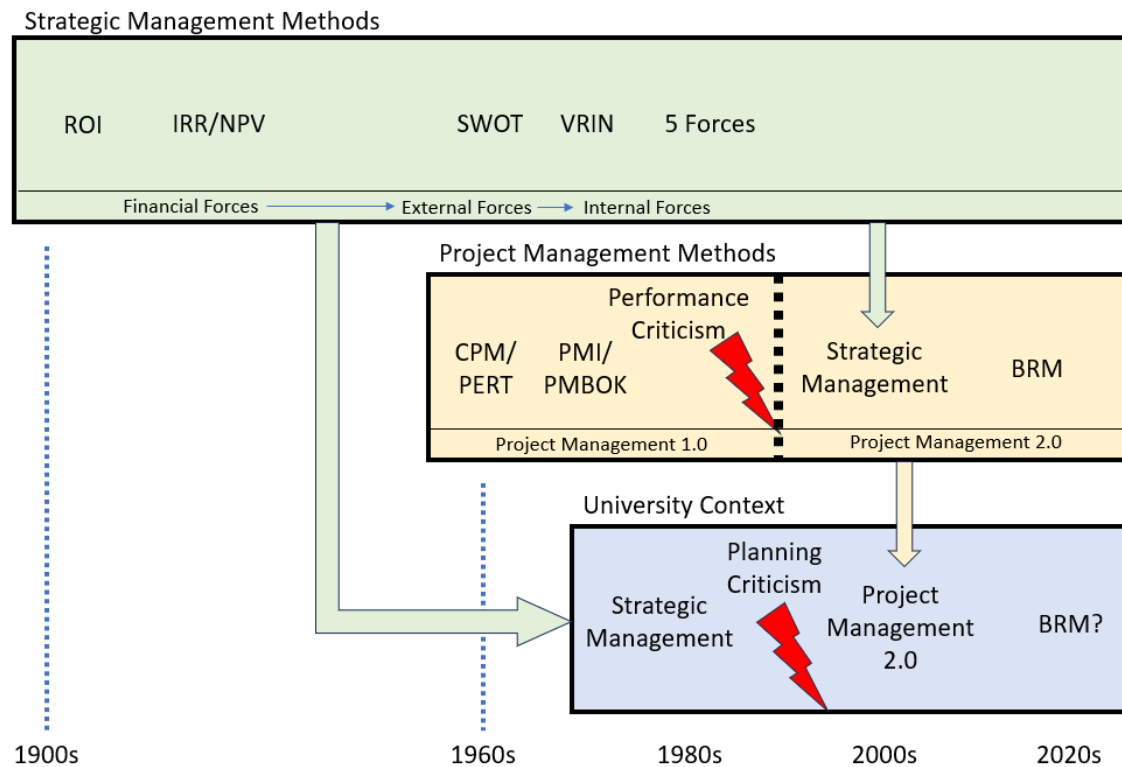 Strategic Management Methods
ROI
IRR/NPV
SWOT
VRIN
5 Forces
Financial Forces
External Forces
Internal Forces
Project Management Methods
CPM/
PERT
PMI/
PMBOK
Performance
Criticism
Strategic
Management
BRM
Project Management 1.0
Project Management 2.0
University Context
Strategic
Management
Planning
Criticism
Project
Management
2.0
BRM?
1900s
1960s
1980s
2000s
2020s